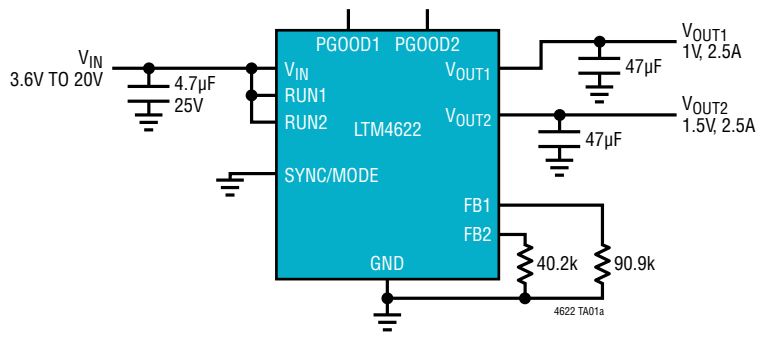 PGOOD1 PGOOD2
VIN
3.6V TO 20V
4.7µF
25V
VIN
RUN1
RUN2
SYNC/MODE
LTM4622
VOUT1
VOUT2
FB1
FB2
GND
47µF
VOUT1
1V, 2.5A
47µF
VOUT2
1.5V, 2.5A
40.2k
90.9k
4622 TA01a